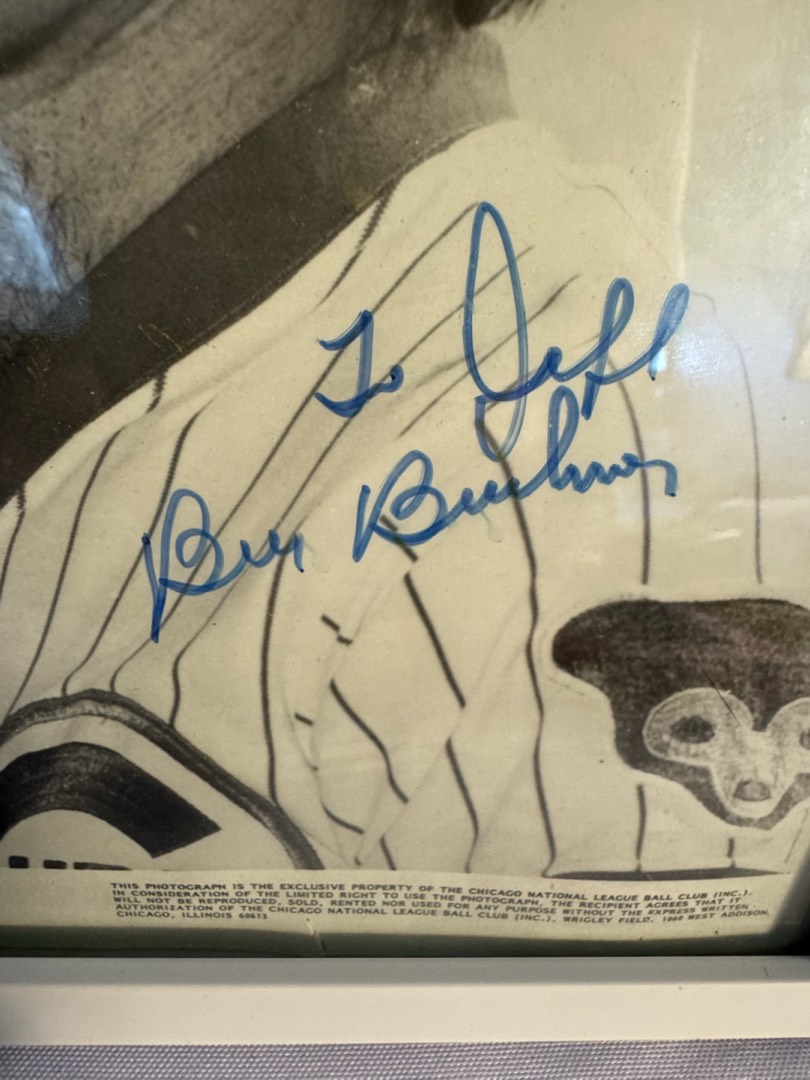 To Jeff
Bill Buckner
THIS PHOTOGRAPH IS THE EXCLUSIVE PROPERTY OF THE CHICAGO NATIONAL LEAGUE BALL CLUB (INC.).
IN CONSIDERATION OF THE LIMITED RIGHT TO USE THE PHOTOGRAPH, THE RECIPIENT AGREES THAT IT
WILL NOT BE REPRODUCED, SOLD, RENTED NOR USED FOR ANY PURPOSE WITHOUT THE EXPRESS WRITTEN
AUTHORIZATION OF THE CHICAGO NATIONAL LEAGUE BALL CLUB (INC.), WRIGLEY FIELD, 1060 WEST ADDISON,
CHICAGO, ILLINOIS 60613